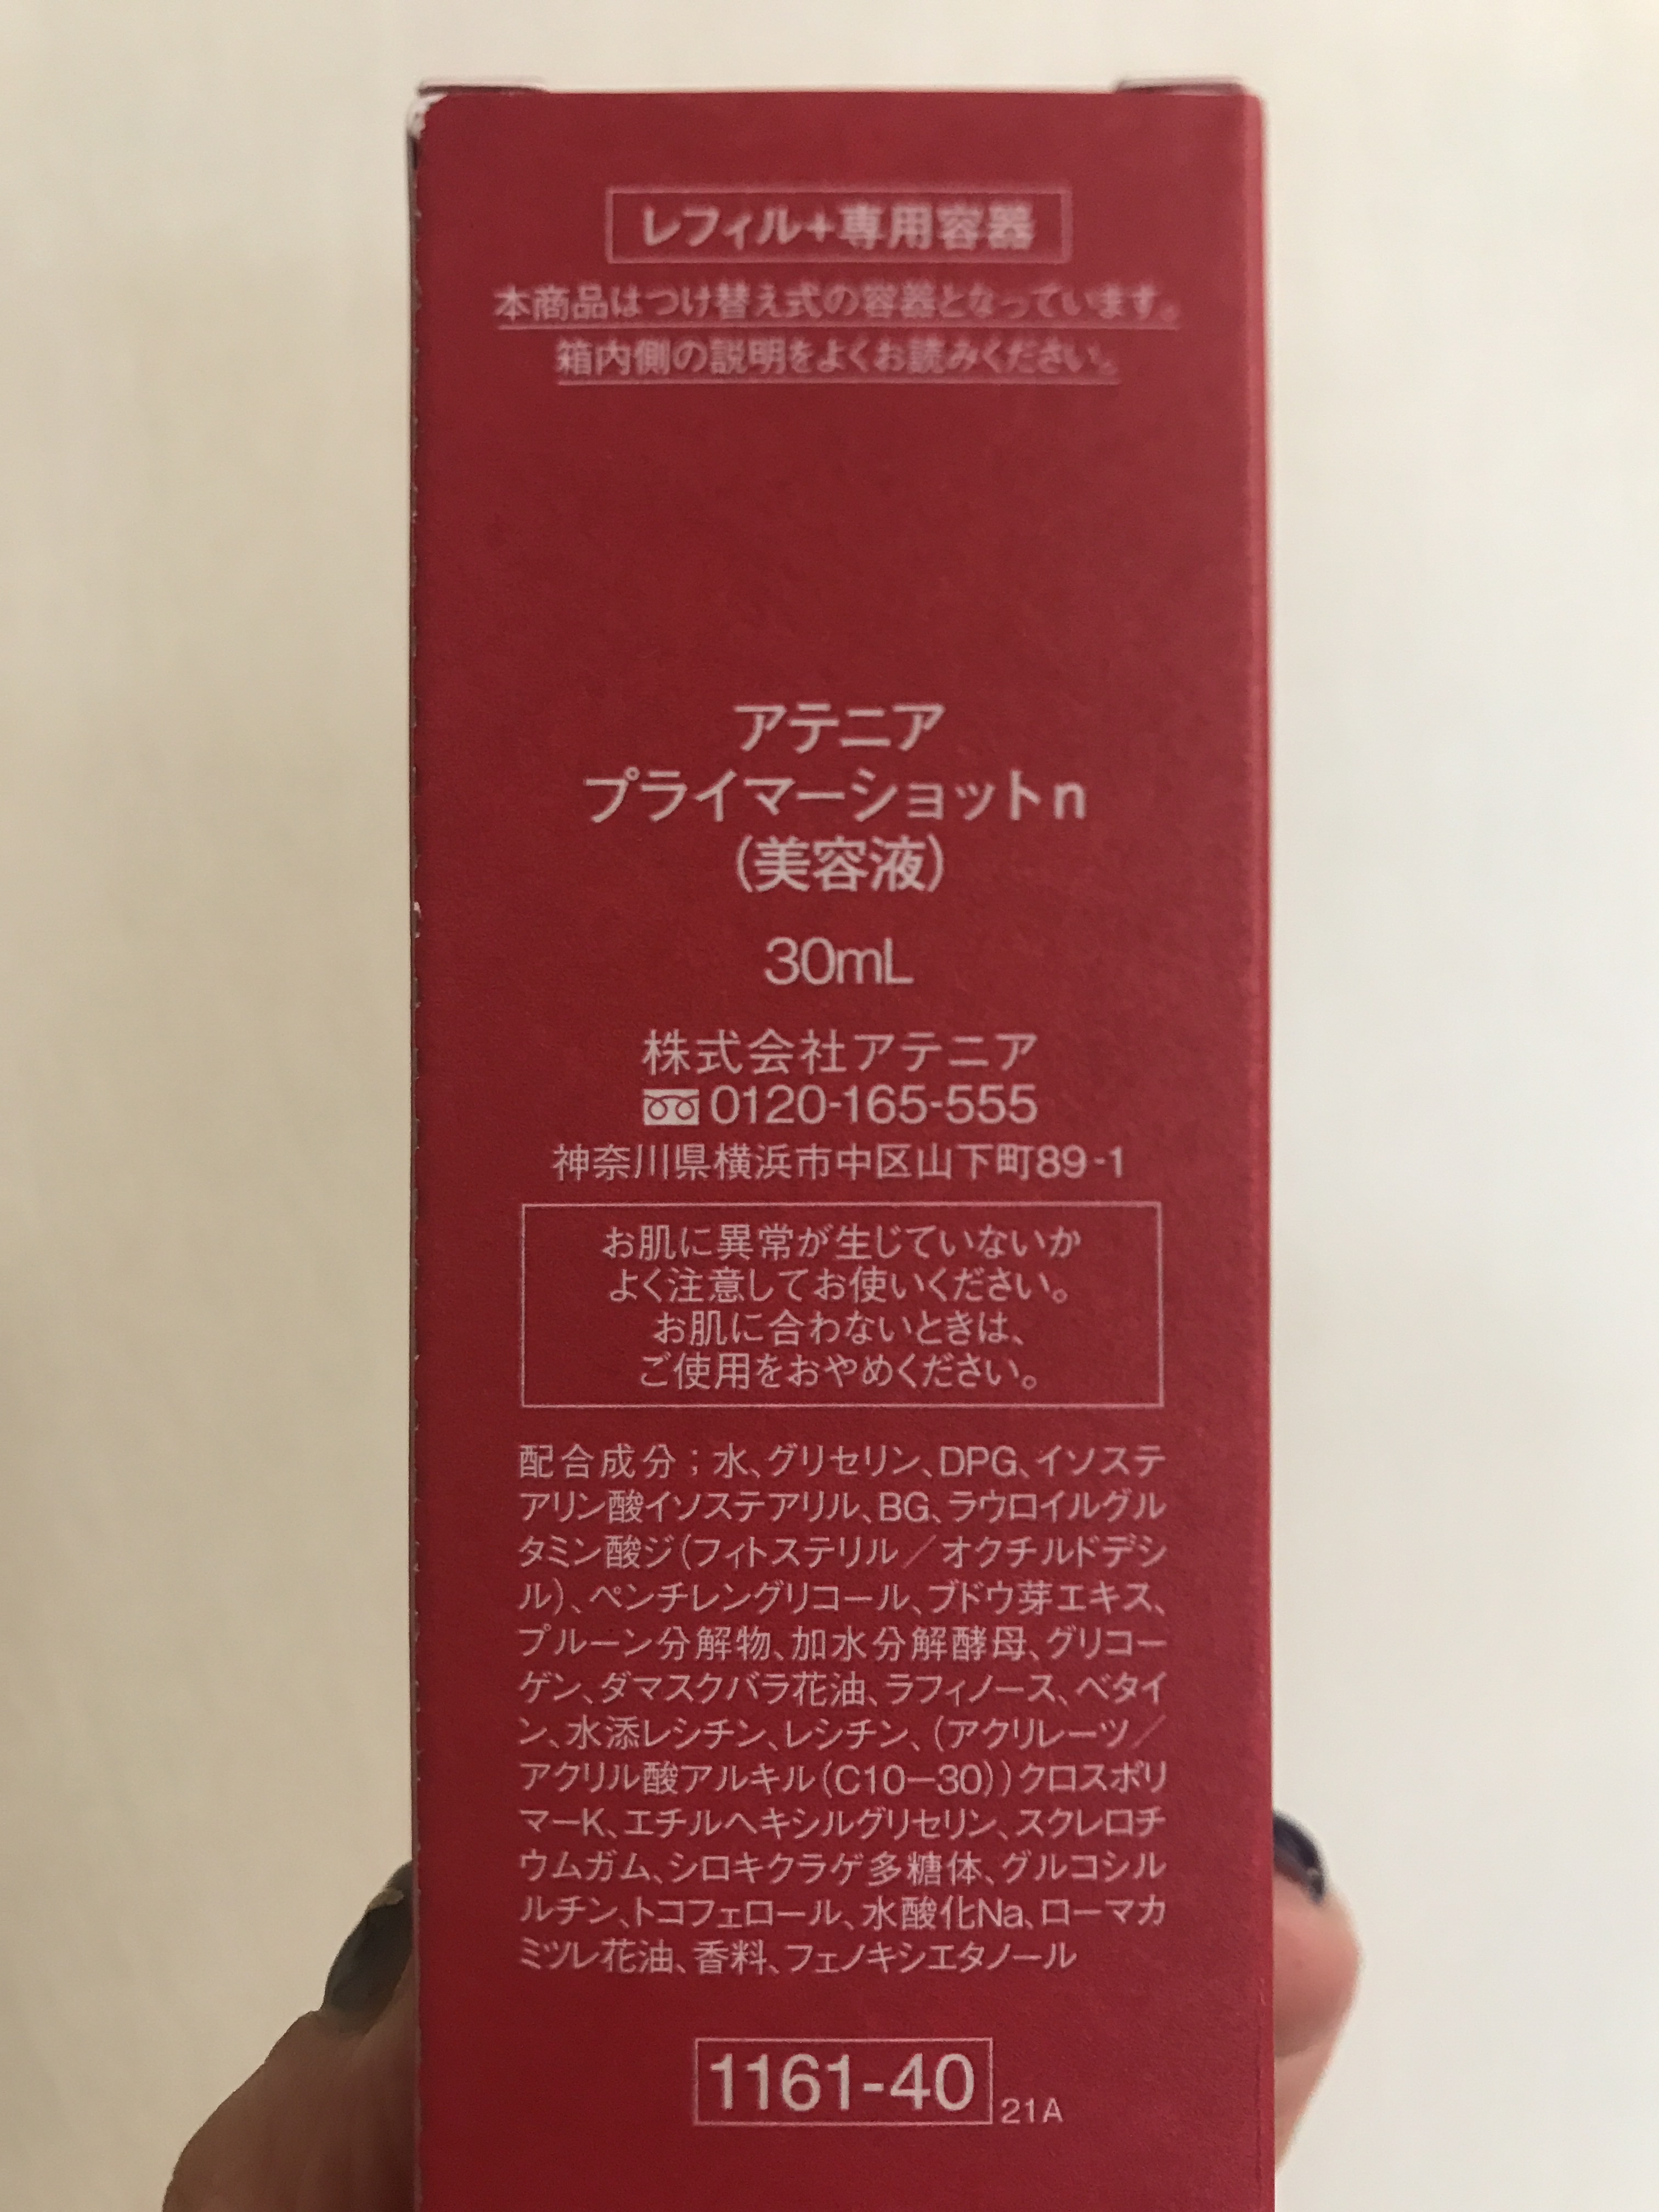 レフィル+専用容器
本商品はつけ替え式の容器となっています。
箱内側の説明をよくお読みください。
アテニア
プライマーショットn
(美容液)
30mL
株式会社アテニア
0120-165-555
神奈川県横浜市中区山下町89-1
お肌に異常が生じていないか
よく注意してお使いください。
お肌に合わないときは、
ご使用をおやめください。
配合成分；水、グリセリン、DPG、イソステ
アリン酸イソステアリル、BG、ラウロイルグル
タミン酸ジ(フィトステリル／オクチルドデシ
ル)、ペンチレングリコール、ブドウ芽エキス、
プルーン分解物、加水分解酵母、グリコー
ゲン、ダマスクバラ花油、ラフィノース、ベタイ
ン、水添レシチン、レシチン、(アクリレーツ／
アクリル酸アルキル(C10－30))クロスポリ
マーK、エチルヘキシルグリセリン、スクレロチ
ウムガム、シロキクラゲ多糖体、グルコシル
ルチン、トコフェロール、水酸化Na、ローマカ
ミツレ花油、香料、フェノキシエタノール
1161-40
21A